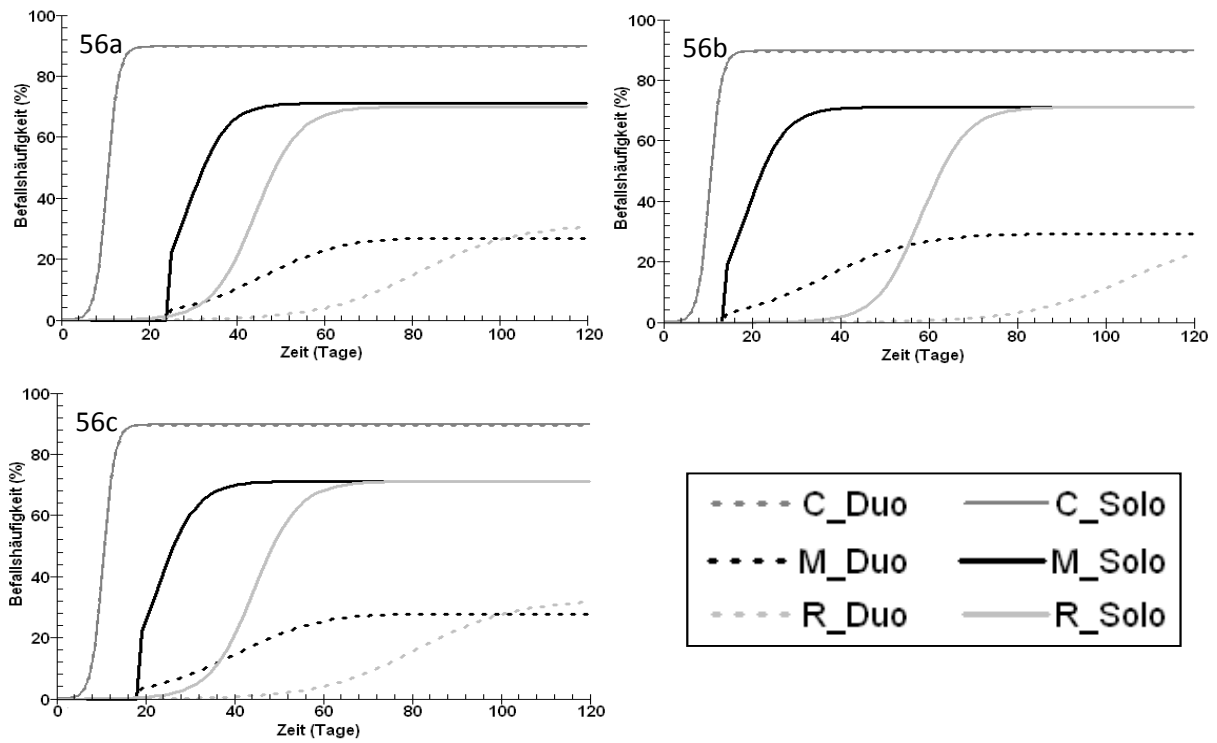 56a
Befallshäufigkeit (%)
100
80
60
40
20
0
0 20 40 60 80 100 120
Zeit (Tage)
56b
Befallshäufigkeit (%)
100
80
60
40
20
0
0 20 40 60 80 100 120
Zeit (Tage)
56c
Befallshäufigkeit (%)
100
80
60
40
20
0
0 20 40 60 80 100 120
Zeit (Tage)
C_Duo C_Solo
M_Duo M_Solo
R_Duo R_Solo